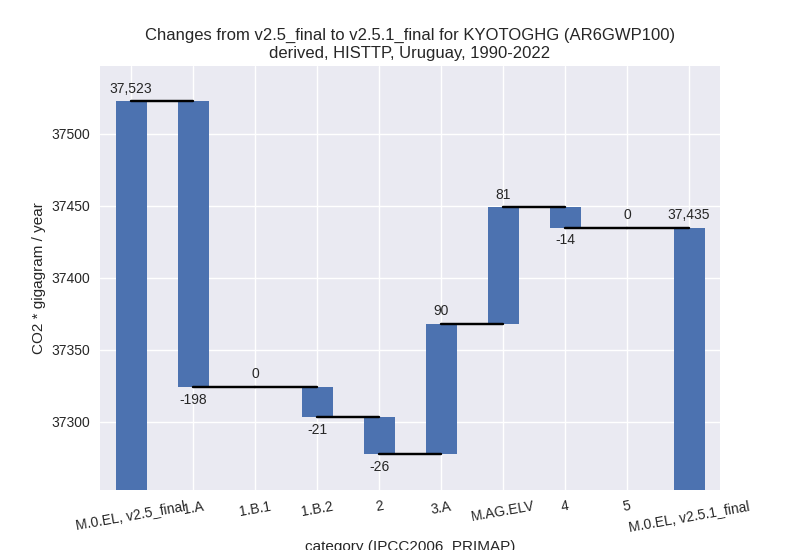 Changes from v2.5_final to v2.5.1_final for KYOTOGHG (AR6GWP100)
derived, HISTTP, Uruguay, 1990-2022
37,523
37500
37450
37400
37350
37300
CO2 * gigagram / year
-198
0
-21
-26
90
81
-14
0
37,435
M.0.EL, v2.5_final
1.A
1.B.1
1.B.2
2
3.A
M.AG.ELV
4
5
M.0.EL, v2.5.1_final
category (IPCC2006_PRIMAP)